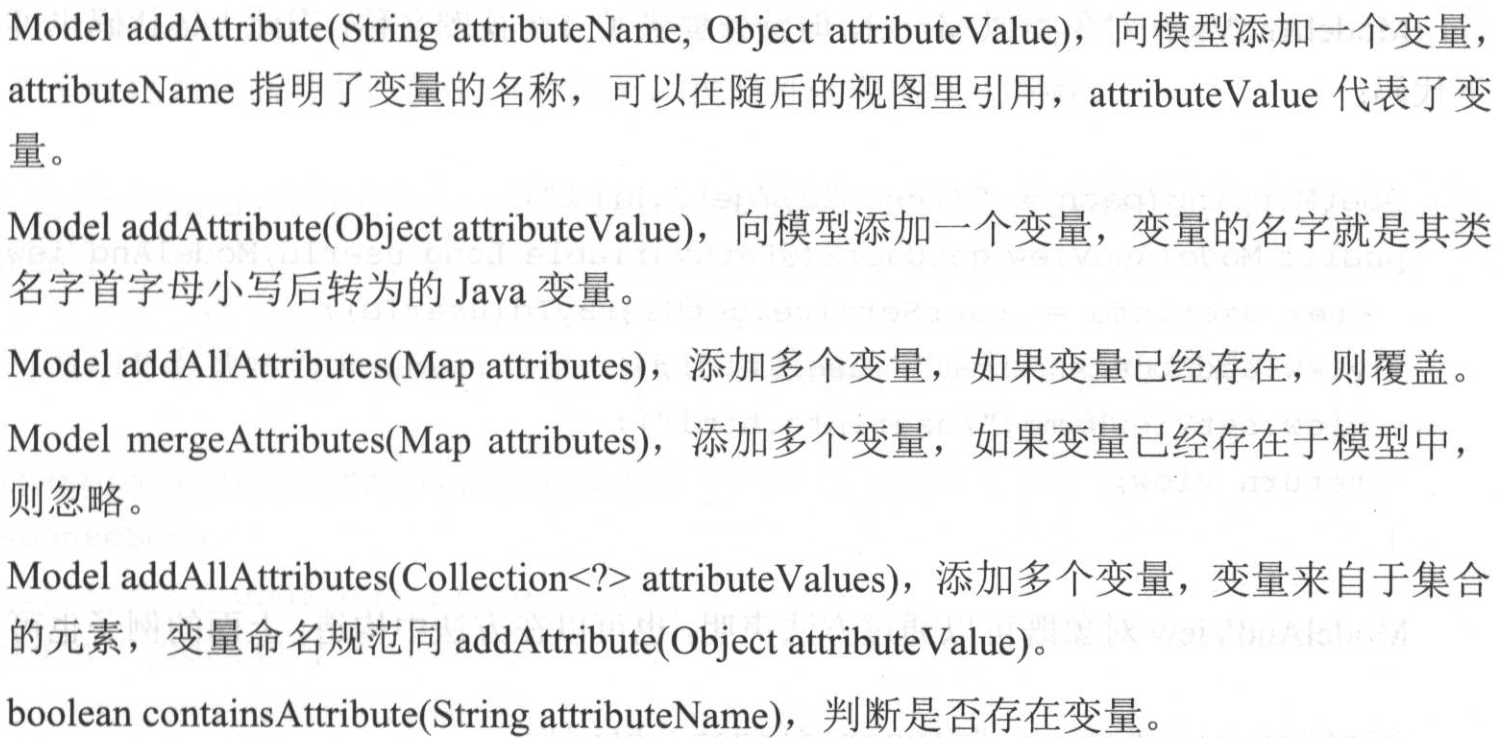 Model addAttribute(String attributeName, Object attributeValue)，向模型添加一个变量，
attributeName 指明了变量的名称，可以在随后的视图里引用，attributeValue 代表了变
量。
Model addAttribute(Object attributeValue)，向模型添加一个变量，变量的名字就是其类
名字首字母小写后转为的 Java 变量。
Model addAllAttributes(Map attributes)，添加多个变量，如果变量已经存在，则覆盖。
Model mergeAttributes(Map attributes)，添加多个变量，如果变量已经存在于模型中，
则忽略。
Model addAllAttributes(Collection<?> attributeValues)，添加多个变量，变量来自于集合
的元素，变量命名规范同 addAttribute(Object attributeValue)。
boolean containsAttribute(String attributeName)，判断是否存在变量。